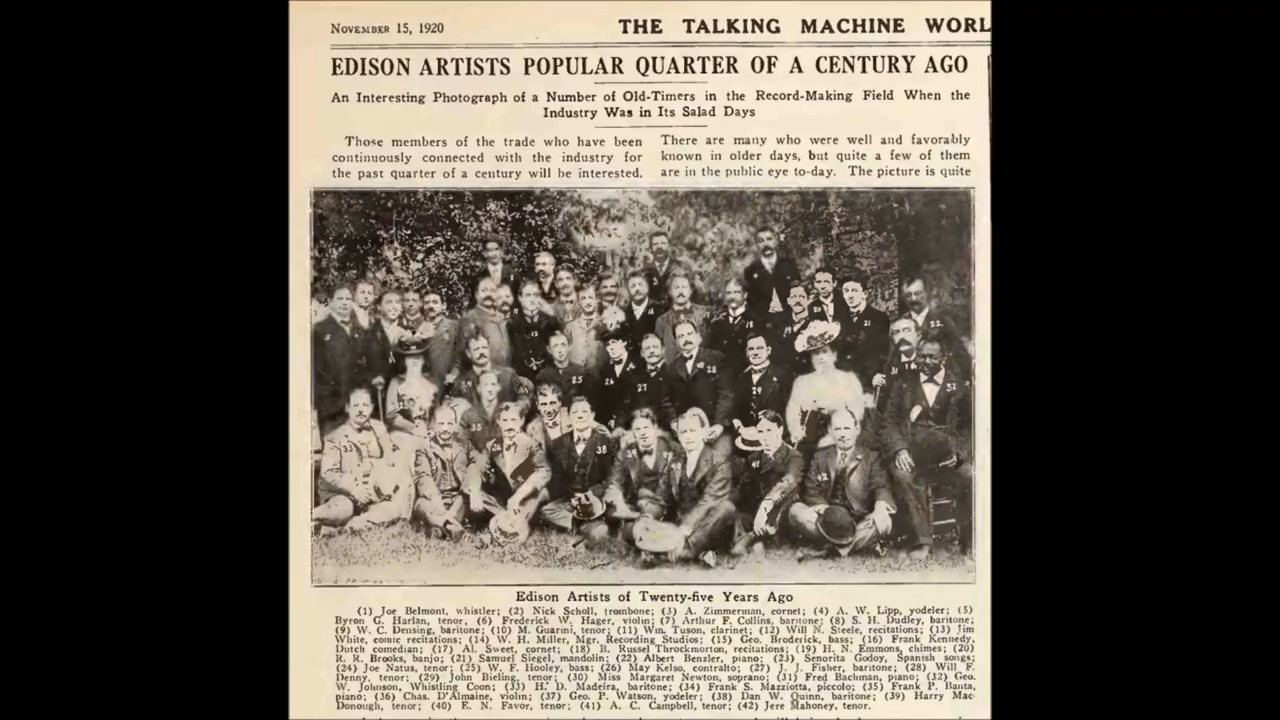 NOVEMBER 15, 1920
THE TALKING MACHINE WORL
EDISON ARTISTS POPULAR QUARTER OF A CENTURY AGO
An Interesting Photograph of a Number of Old-Timers in the Record-Making Field When the
Industry Was in Its Salad Days
Those members of the trade who have been
continuously connected with the industry for
the past quarter of a century will be interested.
There are many who were well and favorably
known in older days, but quite a few of them
are in the public eye to-day. The picture is quite
Edison Artists of Twenty-five Years Ago
(1) Joe Belmont, whistler; (2) Nick Scholl, trombone; (3) A. Zimmerman, cornet; (4) A. W. Lipp, yodeler; (5)
Byron G. Harlan, tenor, (6) Frederick W. Hager, violin; (7) Arthur F. Collins, baritone; (8) S. H. Dudley, baritone;
(9) W. C. Densing, baritone; (10) M. Guarini, tenor; (11) Wm. Tuson, clarinet; (12) Will N. Steele, recitations; (13) Jim
White, comic recitations; (14) W. H. Miller, Mgr. Recording Studios; (15) Geo. Broderick, bass; (16) Frank Kennedy,
Dutch comedian; (17) Al. Sweet, cornet; (18) B. Russel Throckmorton, recitations; (19) H. N. Emmons, chimes; (20)
R. R. Brooks, banjo; (21) Samuel Siegel, mandolin; (22) Albert Benzler, piano; (23) Senorita Godoy, Spanish songs;
(24) Joe Natus, tenor; (25) W. F. Hooley, bass; (26) May Kelso, contralto; (27) J. J. Fisher, baritone; (28) Will F.
Denny, tenor; (29) John Bieling, tenor; (30) Miss Margaret Newton, soprano; (31) Fred Bachman, piano; (32) Geo.
W. Johnson, Whistling Coon; (33) H. D. Madeira, baritone; (34) Frank S. Mazziotta, piccolo; (35) Frank P. Banta,
piano; (36) Chas. D'Almaine, violin; (37) Geo. P. Watson, yodeler; (38) Dan W. Quinn, baritone; (39) Harry Mac-
Donough, tenor; (40) E. N. Favor, tenor; (41) A. C. Campbell, tenor; (42) Jere Mahoney, tenor.